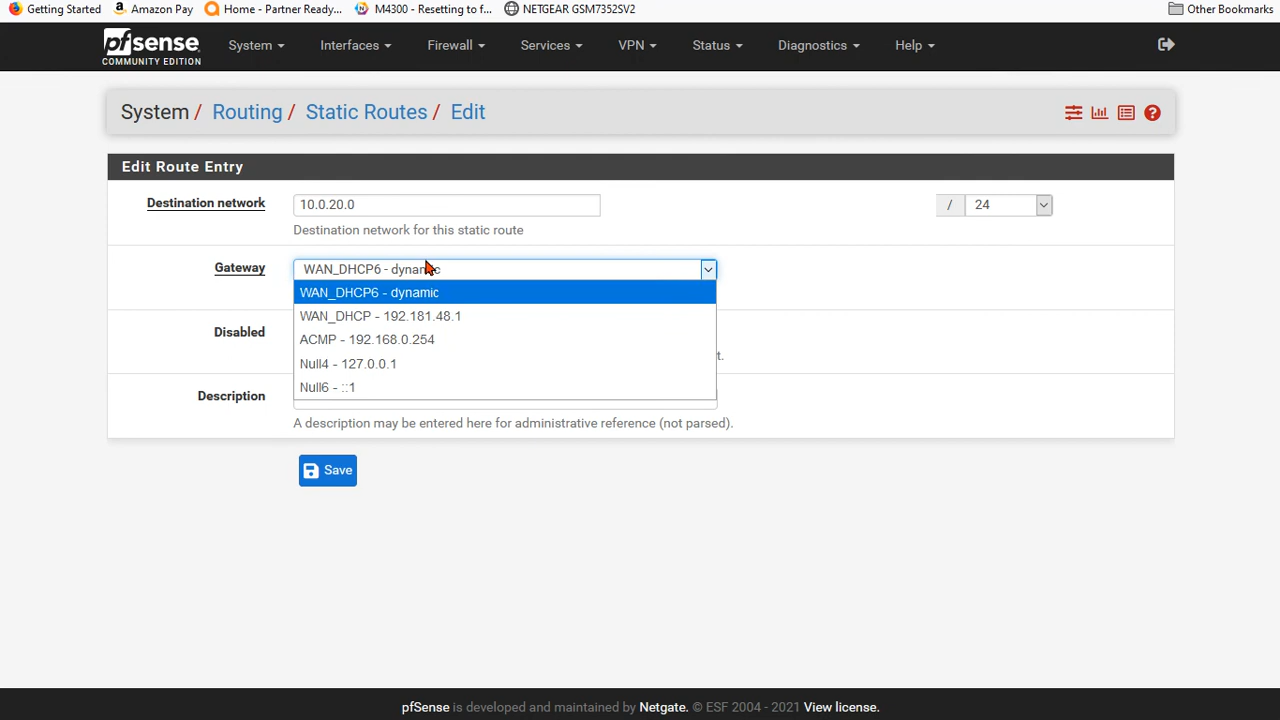 Getting Started Amazon Pay Home - Partner Ready... M4300 - Resetting to f... NETGEAR GSM7352SV2 Other Bookmarks
pfsense
COMMUNITY EDITION
System Interfaces Firewall Services VPN Status Diagnostics Help
System / Routing / Static Routes / Edit
Edit Route Entry
Destination network 10.0.20.0 / 24
Destination network for this static route
Gateway WAN_DHCP6 - dynamic
WAN_DHCP6 - dynamic
WAN_DHCP - 192.181.48.1
Disabled
ACMP - 192.168.0.254
t.
Null4 - 127.0.0.1
Null6 - ::1
Description
A description may be entered here for administrative reference (not parsed).
Save
pfSense is developed and maintained by Netgate. © ESF 2004 - 2021 View license.